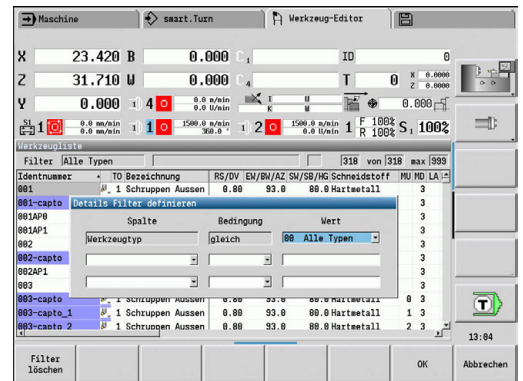 Maschine smart.Turn Werkzeug-Editor
X 23.420 B 0.000 C 1 ID 0
Z 31.710 W 0.000 C 4 T 0 X 0.0000 Z 0.0000
Y 0.000 4 0 0.0 m/min 0.0 U/min 0.000
1 0 0.0 mm/min 0.0 mm/min 1 0 1500.0 m/min 360.0 ° 2 0 1500.0 m/min 0.0 U/min 1 F 100% R 100% S 1 100%
Werkzeugliste
Filter Alle Typen 318 von 318 max 999
Identnummer TO Bezeichnung RS/DV EW/BW/AZ SW/SB/HG Schneidstoff MU MD LA
001 1 Schruppen Aussen 0.80 93.0 80.0 Hartmetall 3
001-capto Details Filter definieren 3
001AP0 Spalte Bedingung Wert 3
001AP1 3
002 Werkzeugtyp gleich 00 Alle Typen 3
002-capto 3
002AP1 3
003 3
003-capto 1 Schruppen Aussen 0.80 93.0 80.0 Hartmetall 0 3
003-capto_1 1 Schruppen Aussen 0.80 93.0 80.0 Hartmetall 1 3
003-capto_2 1 Schruppen Aussen 0.80 93.0 80.0 Hartmetall 2 3
T
13:04
Filter löschen OK Abbrechen